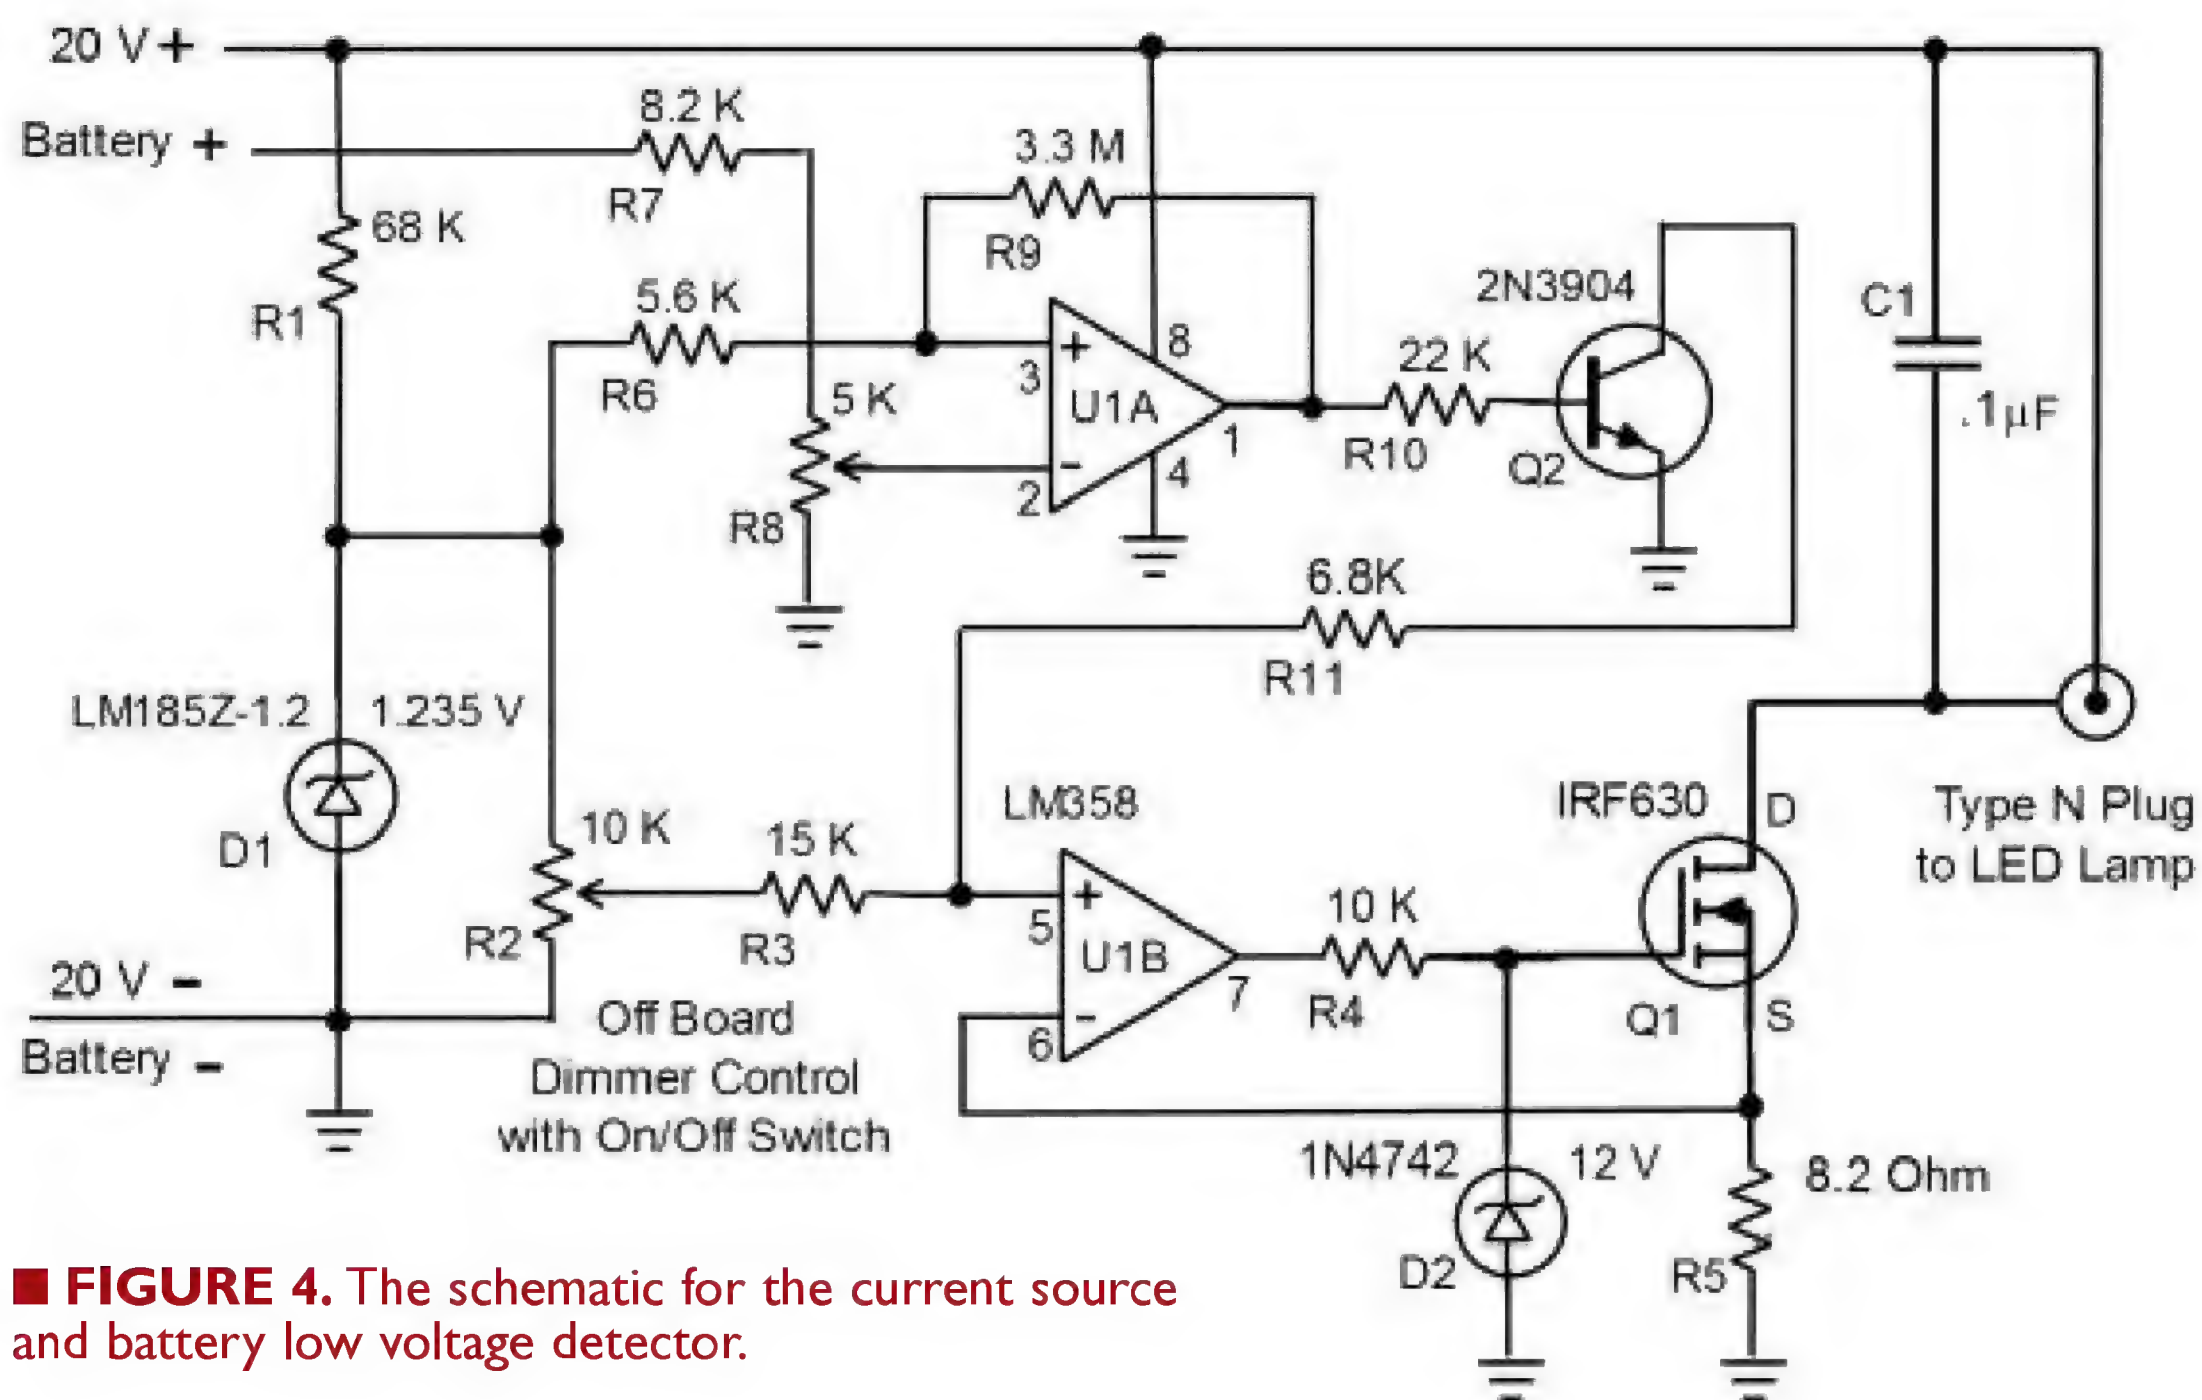 20 V +
8.2 K
Battery +
R7
3.3 M
R9
68 K
R1
5.6 K
R6
2N3904
C1
.1µF
+
3
8
U1A
5 K
22 K
1
R10
Q2
-
2
4
R8
6.8K
R11
LM185Z-1.2
1.235 V
D1
10 K
R2
15 K
R3
LM358
+
5
U1B
-
6
7
10 K
R4
IRF630
D
Q1
S
Type N Plug
to LED Lamp
20 V -
Battery -
Off Board
Dimmer Control
with On/Off Switch
1N4742
12 V
D2
8.2 Ohm
R5
■ FIGURE 4. The schematic for the current source
and battery low voltage detector.